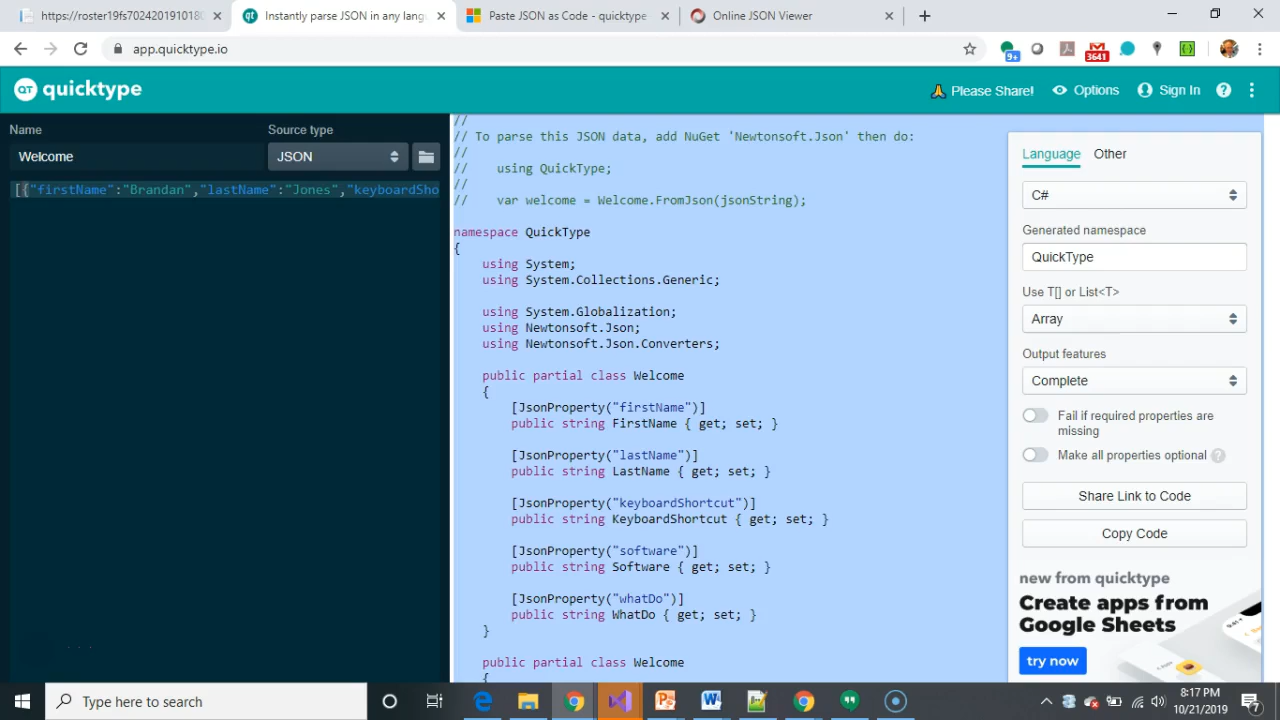 https://roster19fs7024201910189
Instantly parse JSON in any langu
Paste JSON as Code - quicktype
Online JSON Viewer
app.quicktype.io
9+
3641
quicktype
Please Share!
Options
Sign In
Name
Source type
Welcome
JSON
[{"firstName":"Brandan","lastName":"Jones","keyboardSho
//
// To parse this JSON data, add NuGet 'Newtonsoft.Json' then do:
//
//    using QuickType;
//
//    var welcome = Welcome.FromJson(jsonString);
namespace QuickType
{
    using System;
    using System.Collections.Generic;
    using System.Globalization;
    using Newtonsoft.Json;
    using Newtonsoft.Json.Converters;
    public partial class Welcome
    {
        [JsonProperty("firstName")]
        public string FirstName { get; set; }
        [JsonProperty("lastName")]
        public string LastName { get; set; }
        [JsonProperty("keyboardShortcut")]
        public string KeyboardShortcut { get; set; }
        [JsonProperty("software")]
        public string Software { get; set; }
        [JsonProperty("whatDo")]
        public string WhatDo { get; set; }
    }
    public partial class Welcome
    {
Language
Other
C#
Generated namespace
QuickType
Use T[] or List<T>
Array
Output features
Complete
Fail if required properties are
missing
Make all properties optional
Share Link to Code
Copy Code
new from quicktype
Create apps from
Google Sheets
try now
Type here to search
8:17 PM
10/21/2019
7